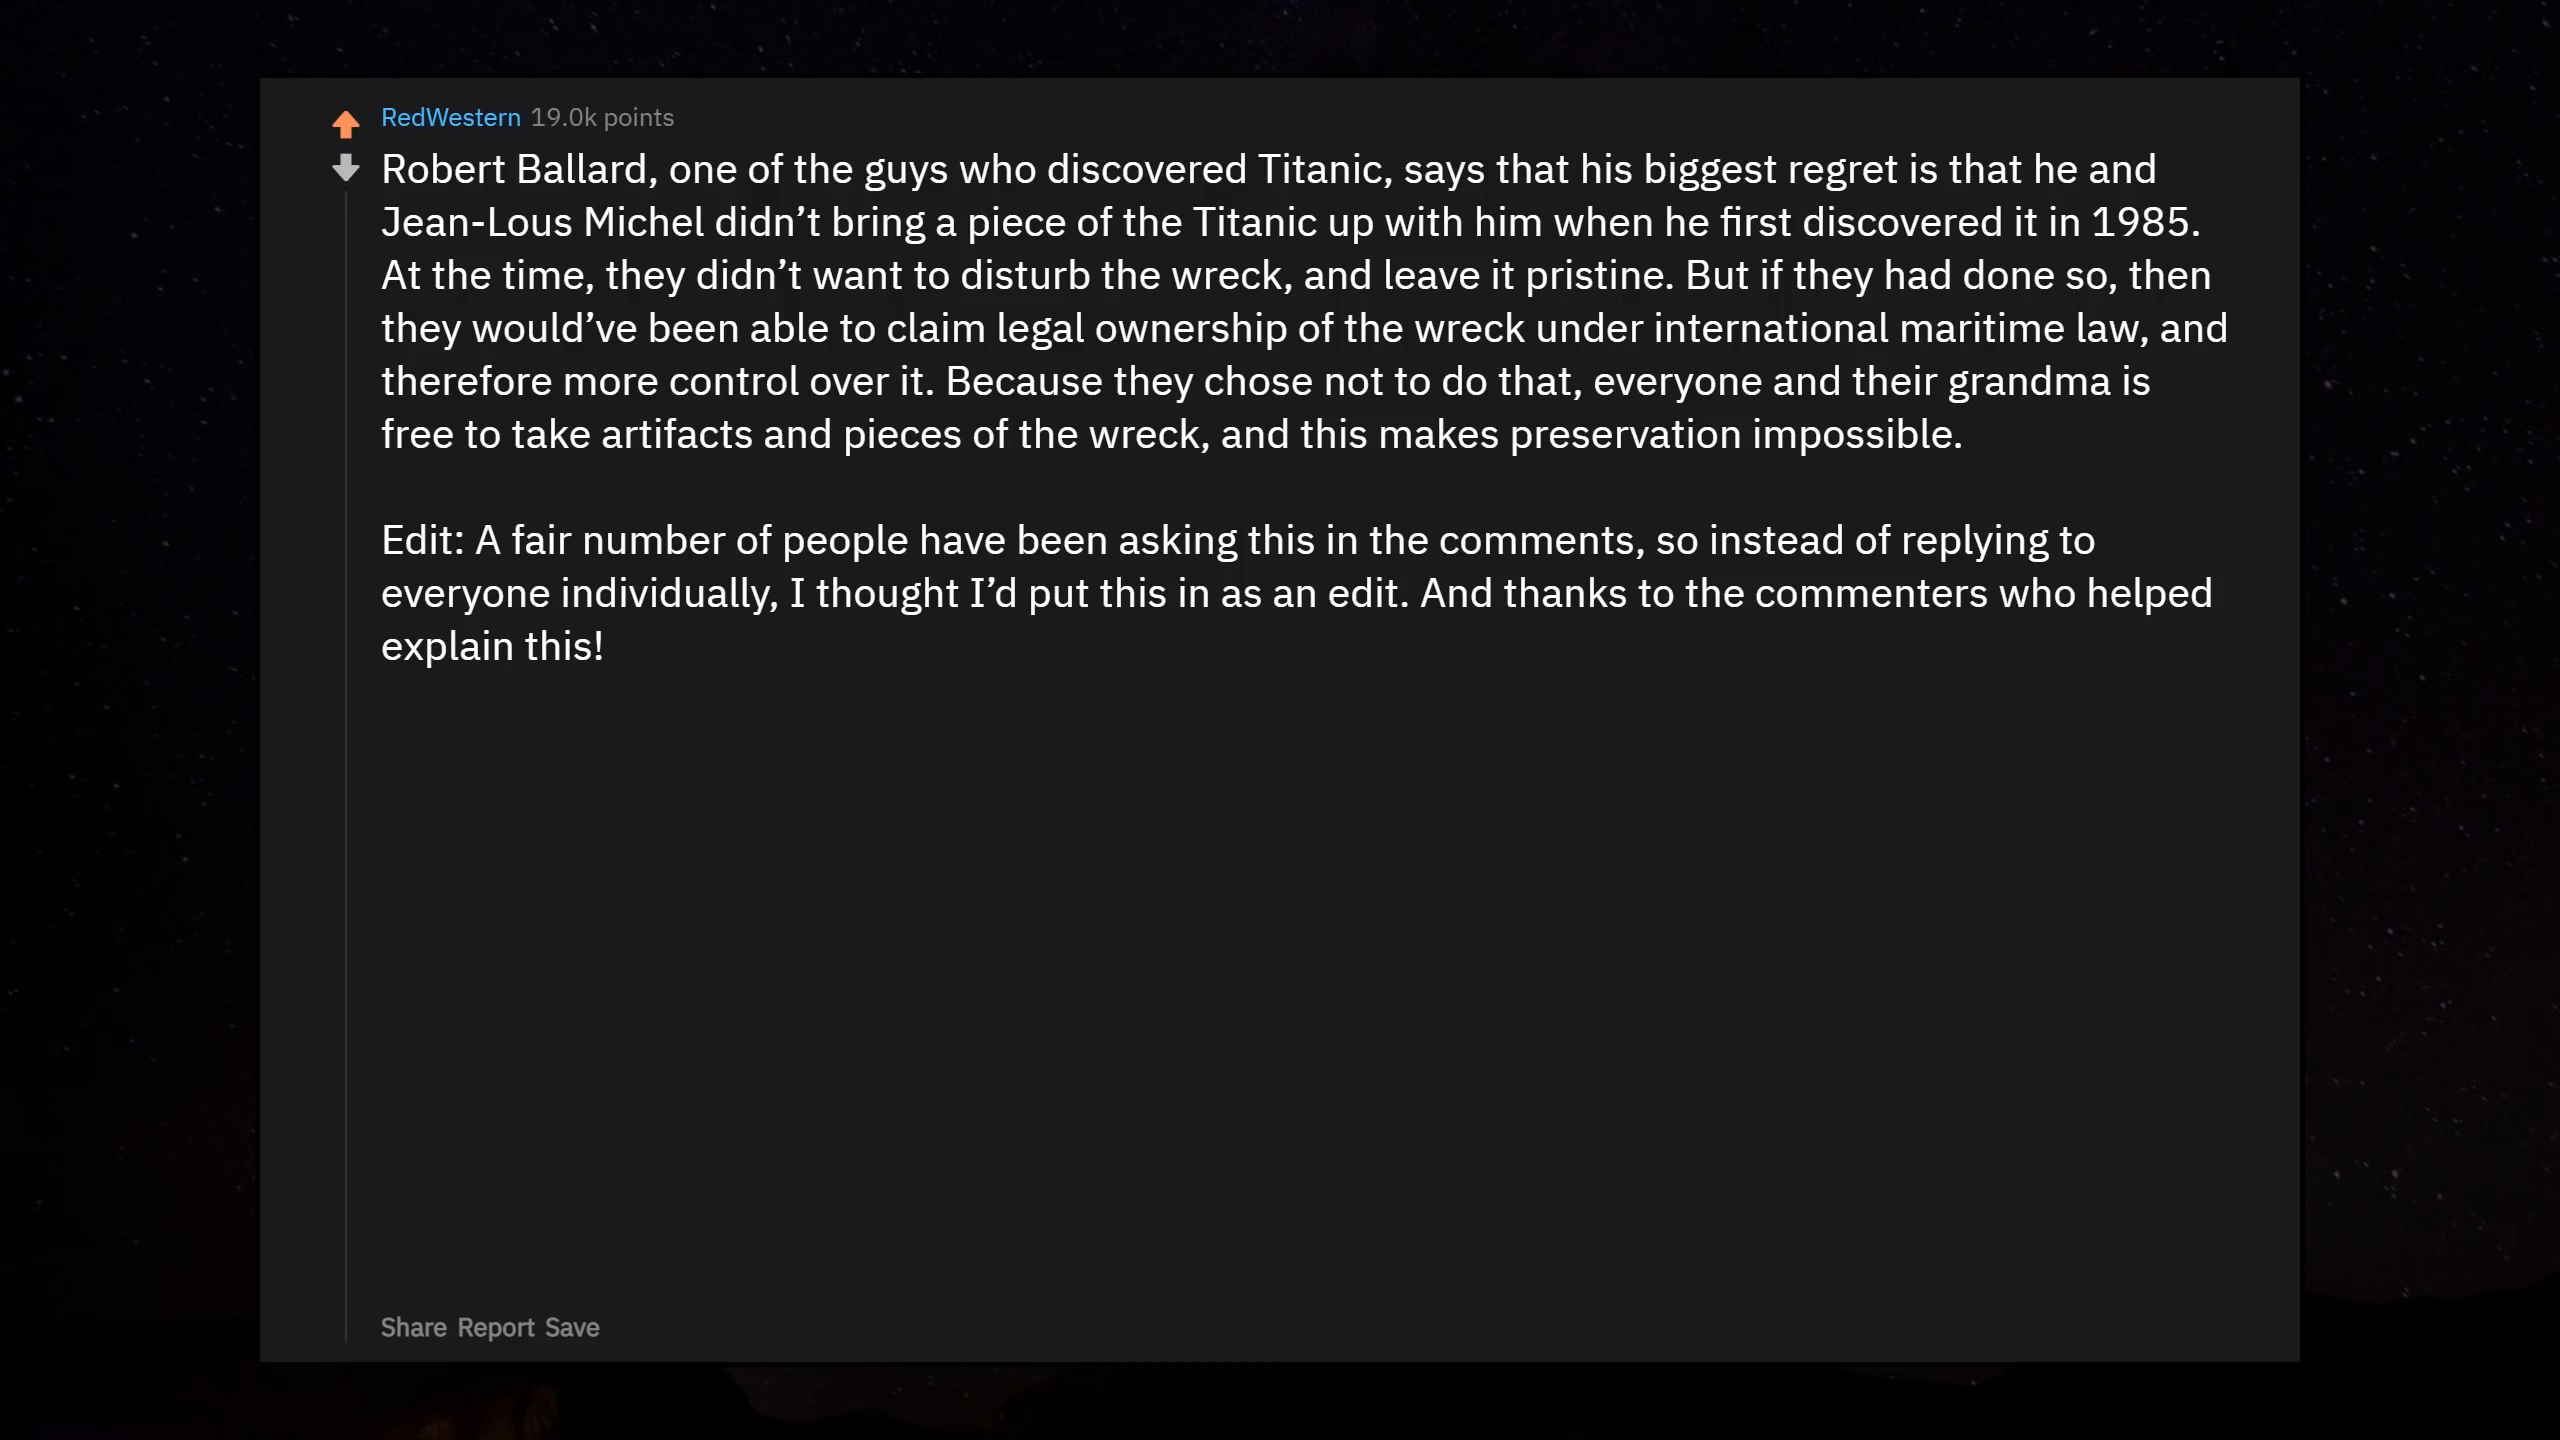 RedWestern 19.0k points
Robert Ballard, one of the guys who discovered Titanic, says that his biggest regret is that he and
Jean-Lous Michel didn’t bring a piece of the Titanic up with him when he first discovered it in 1985.
At the time, they didn’t want to disturb the wreck, and leave it pristine. But if they had done so, then
they would’ve been able to claim legal ownership of the wreck under international maritime law, and
therefore more control over it. Because they chose not to do that, everyone and their grandma is
free to take artifacts and pieces of the wreck, and this makes preservation impossible.
Edit: A fair number of people have been asking this in the comments, so instead of replying to
everyone individually, I thought I’d put this in as an edit. And thanks to the commenters who helped
explain this!
Share Report Save